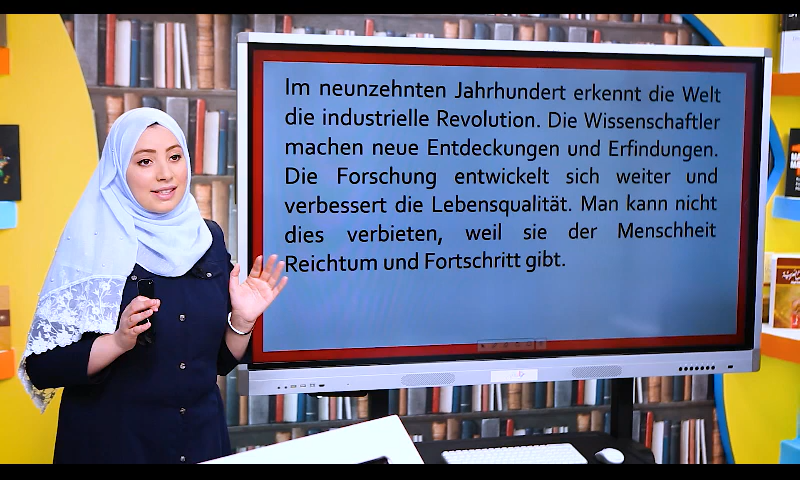 Im neunzehnten Jahrhundert erkennt die Welt
die industrielle Revolution. Die Wissenschaftler
machen neue Entdeckungen und Erfindungen.
Die Forschung entwickelt sich weiter und
verbessert die Lebensqualität. Man kann nicht
dies verbieten, weil sie der Menschheit
Reichtum und Fortschritt gibt.